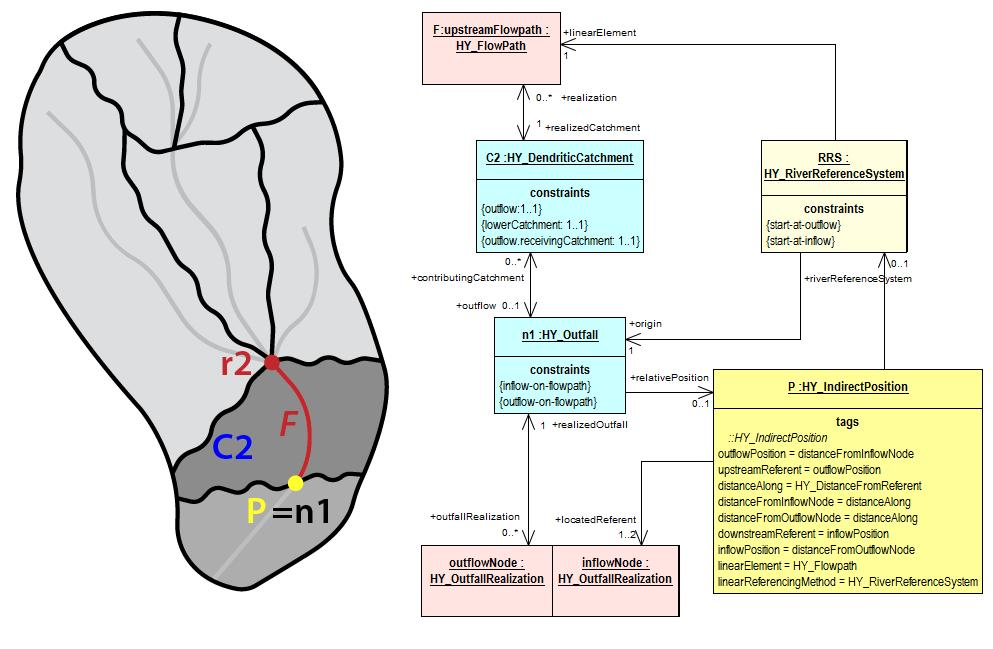 r2
F
C2
P =n1
F:upstreamFlowpath :
HY_FlowPath
+linearElement
1
0..* +realization
1 +realizedCatchment
C2 :HY_DendriticCatchment
constraints
{outflow:1..1}
{lowerCatchment: 1..1}
{outflow.receivingCatchment: 1..1}
RRS :
HY_RiverReferenceSystem
constraints
{start-at-outflow}
{start-at-inflow}
0..*
+contributingCatchment
+outflow 0..1
0..1
+riverReferenceSystem
n1 :HY_Outfall
constraints
{inflow-on-flowpath}
{outflow-on-flowpath}
+origin
1
+relativePosition
0..1
1 +realizedOutfall
P :HY_IndirectPosition
tags
::HY_IndirectPosition
outflowPosition = distanceFromInflowNode
upstreamReferent = outflowPosition
distanceAlong = HY_DistanceFromReferent
distanceFromInflowNode = distanceAlong
distanceFromOutflowNode = distanceAlong
downstreamReferent = inflowPosition
inflowPosition = distanceFromOutflowNode
linearElement = HY_Flowpath
linearReferencingMethod = HY_RiverReferenceSystem
+outfallRealization
0..*
+locatedReferent
1..2
outflowNode :
HY_OutfallRealization
inflowNode :
HY_OutfallRealization